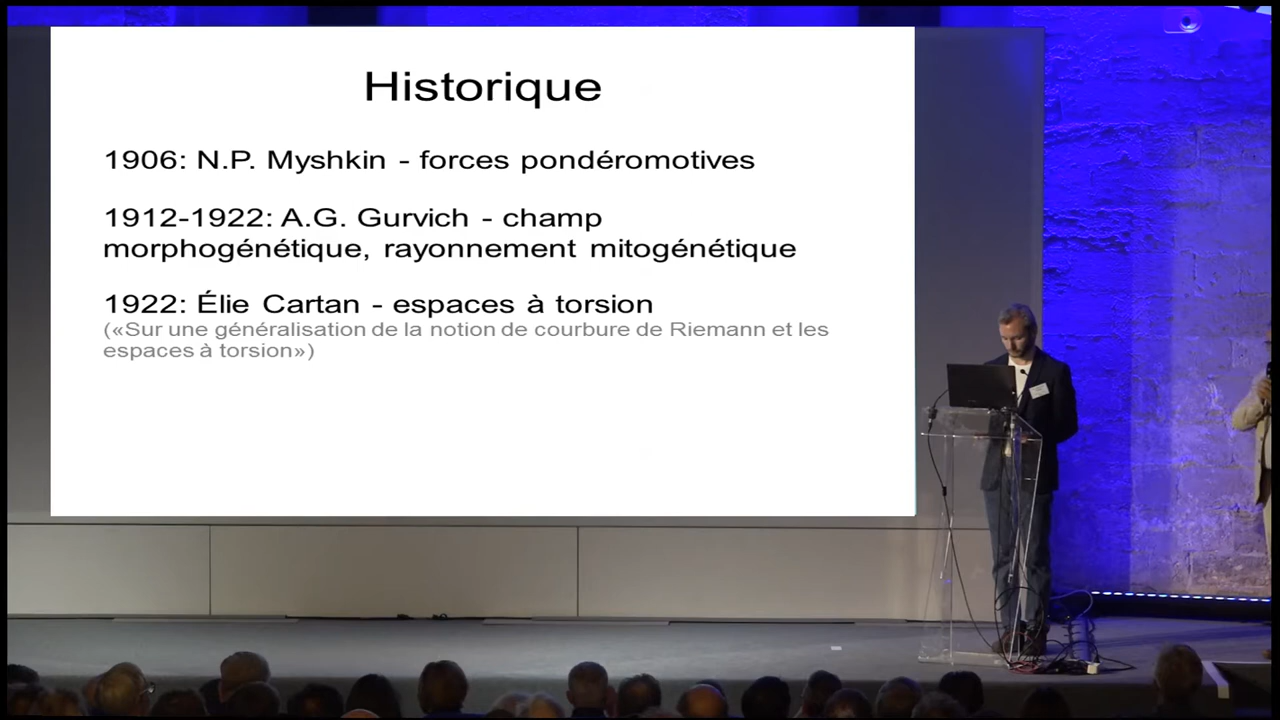 Historique
1906: N.P. Myshkin - forces pondéromotives
1912-1922: A.G. Gurvich - champ
morphogénétique, rayonnement mitogénétique
1922: Élie Cartan - espaces à torsion
(«Sur une généralisation de la notion de courbure de Riemann et les
espaces à torsion»)